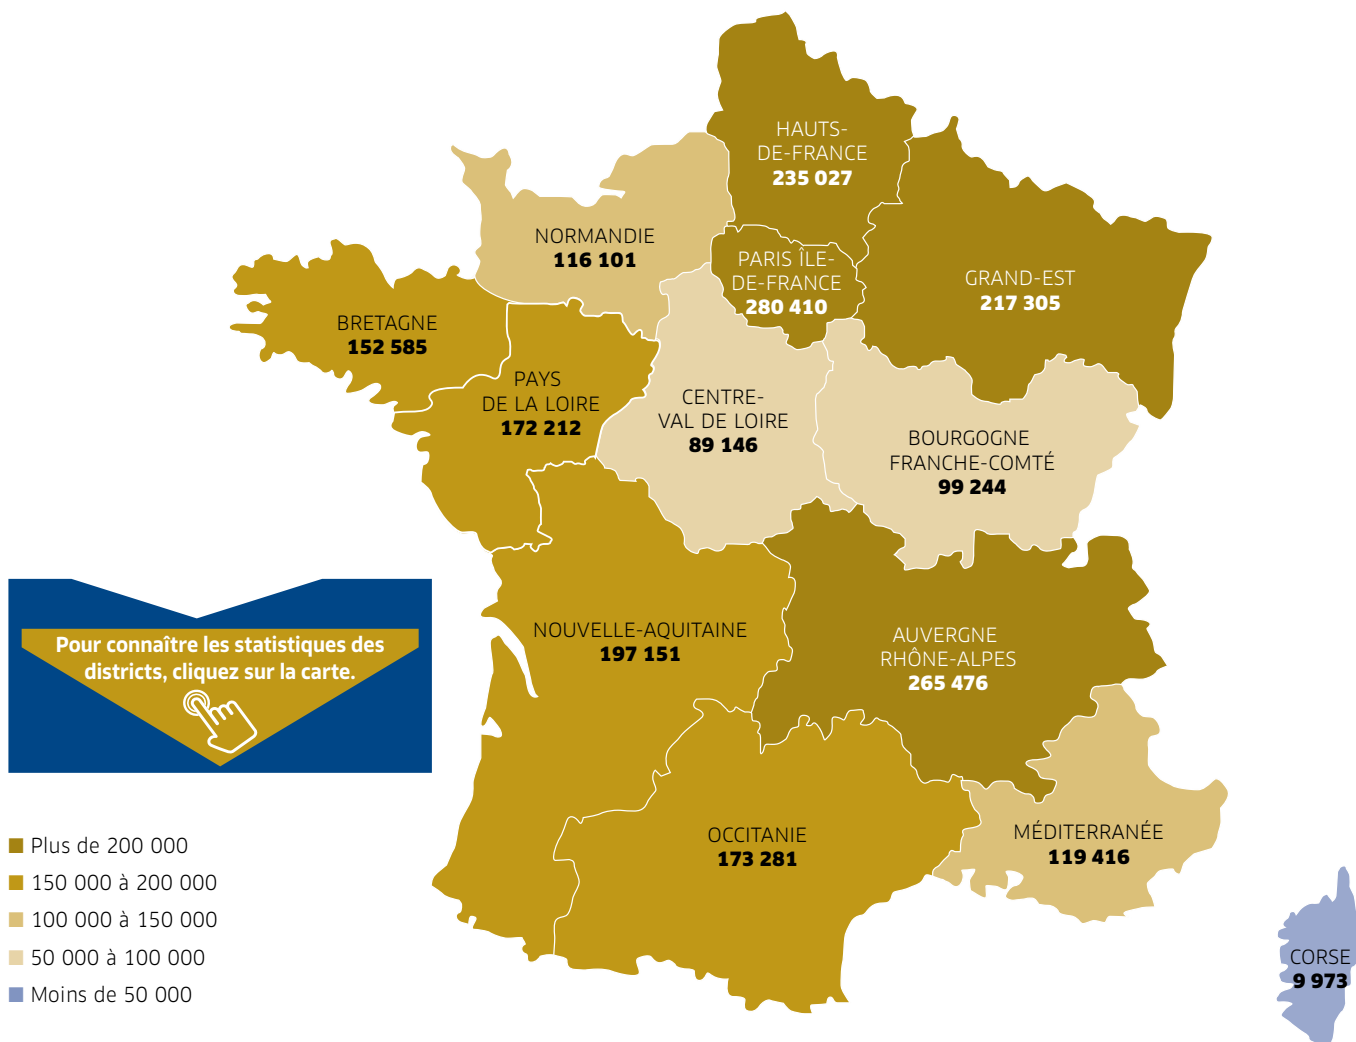 HAUTS-
DE-FRANCE
235 027
NORMANDIE
116 101
PARIS ÎLE-
DE-FRANCE
280 410
GRAND-EST
217 305
BRETAGNE
152 585
PAYS
DE LA LOIRE
172 212
CENTRE-
VAL DE LOIRE
89 146
BOURGOGNE
FRANCHE-COMTÉ
99 244
Pour connaître les statistiques des
districts, cliquez sur la carte.
NOUVELLE-AQUITAINE
197 151
AUVERGNE
RHÔNE-ALPES
265 476
OCCITANIE
173 281
MÉDITERRANÉE
119 416
CORSE
9 973
Plus de 200 000
150 000 à 200 000
100 000 à 150 000
50 000 à 100 000
Moins de 50 000